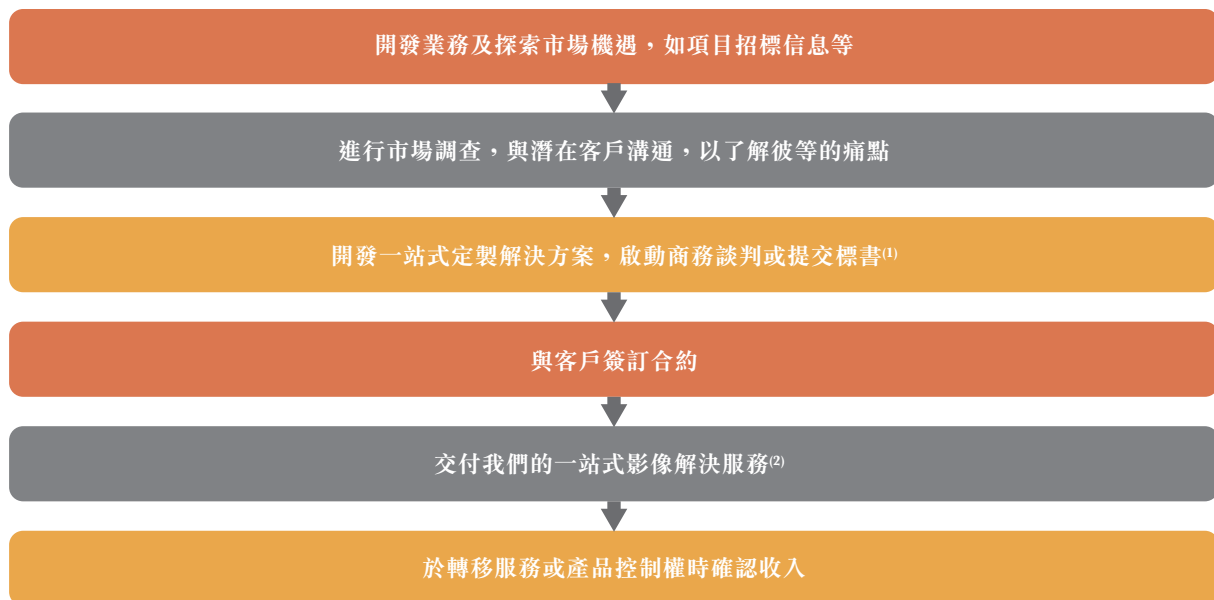 開發業務及探索市場機遇，如項目招標信息等
進行市場調查，與潛在客戶溝通，以了解彼等的痛點
開發一站式定製解決方案，啟動商務談判或提交標書(1)
與客戶簽訂合約
交付我們的一站式影像解決服務(2)
於轉移服務或產品控制權時確認收入